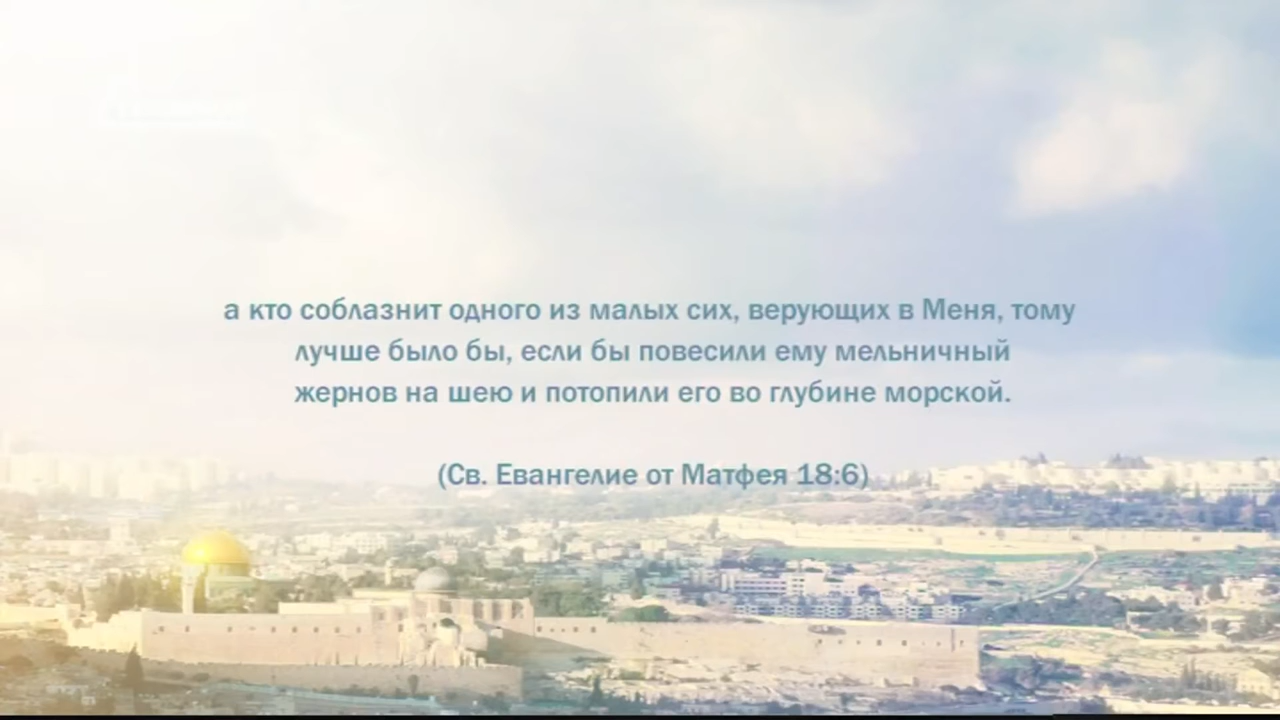 а кто соблазнит одного из малых сих, верующих в Меня, тому
лучше было бы, если бы повесили ему мельничный
жернов на шею и потопили его во глубине морской.
(Св. Евангелие от Матфея 18:6)